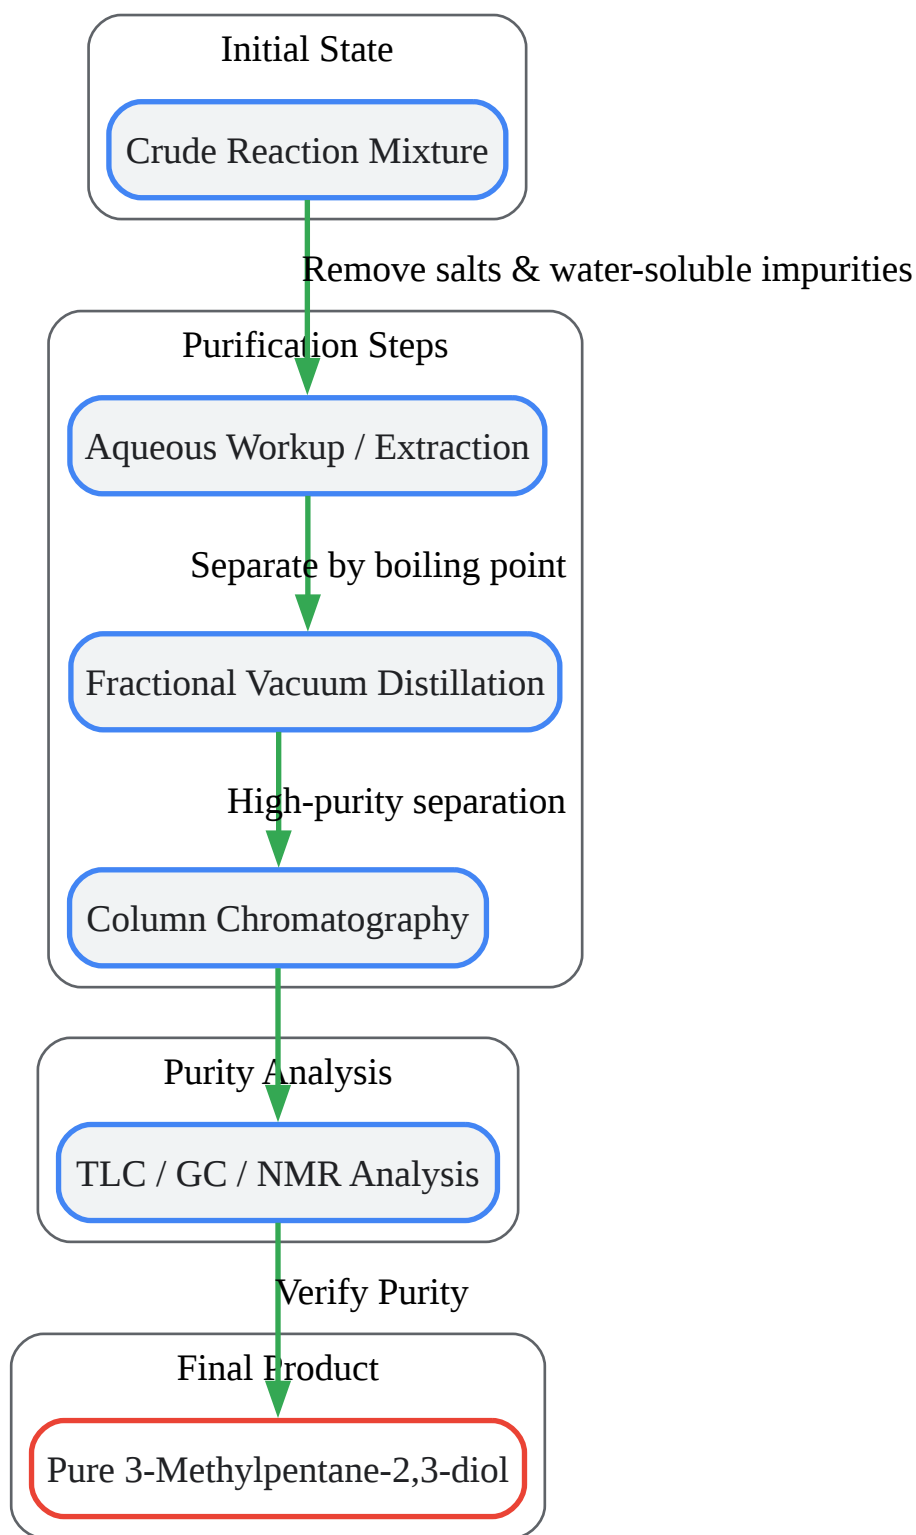 Initial State
Crude Reaction Mixture
Remove salts & water-soluble impurities
Purification Steps
Aqueous Workup / Extraction
Separate by boiling point
Fractional Vacuum Distillation
High-purity separation
Column Chromatography
Purity Analysis
TLC / GC / NMR Analysis
Verify Purity
Final Product
Pure 3-Methylpentane-2,3-diol